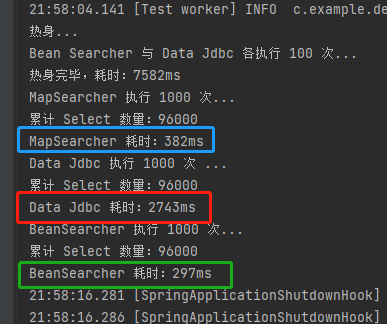 21:58:04.141 [Test worker] INFO  c.example.de
热身...
Bean Searcher 与 Data Jdbc 各执行 100 次...
热身完毕，耗时：7582ms
MapSearcher 执行 1000 次...
累计 Select 数量：96000
MapSearcher 耗时：382ms
Data Jdbc 执行 1000 次 ...
累计 Select 数量：96000
Data Jdbc 耗时：2743ms
BeanSearcher 执行 1000 次...
累计 Select 数量：96000
BeanSearcher 耗时：297ms
21:58:16.281 [SpringApplicationShutdownHook]
21:58:16.286 [SpringApplicationShutdownHook]